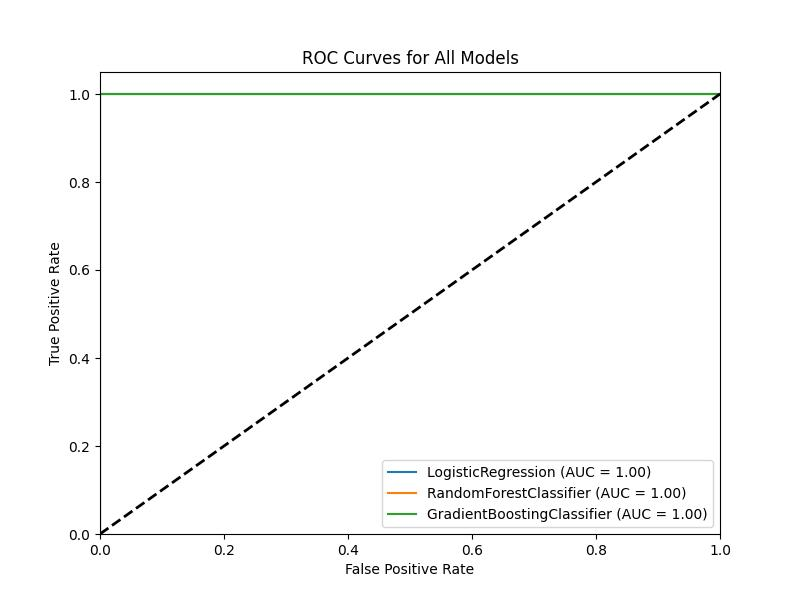 ROC Curves for All Models
True Positive Rate
1.0
0.8
0.6
0.4
0.2
0.0
LogisticRegression (AUC = 1.00)
RandomForestClassifier (AUC = 1.00)
GradientBoostingClassifier (AUC = 1.00)
0.0 0.2 0.4 0.6 0.8 1.0
False Positive Rate